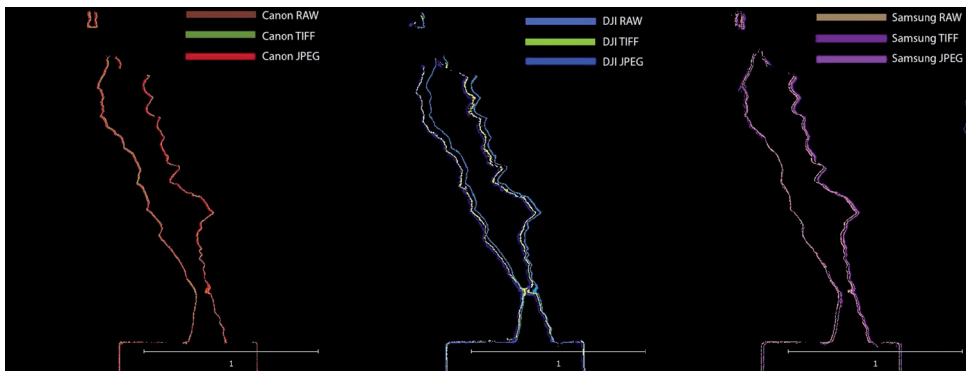 Canon RAW
Canon TIFF
Canon JPEG
1
DJI RAW
DJI TIFF
DJI JPEG
1
Samsung RAW
Samsung TIFF
Samsung JPEG
1